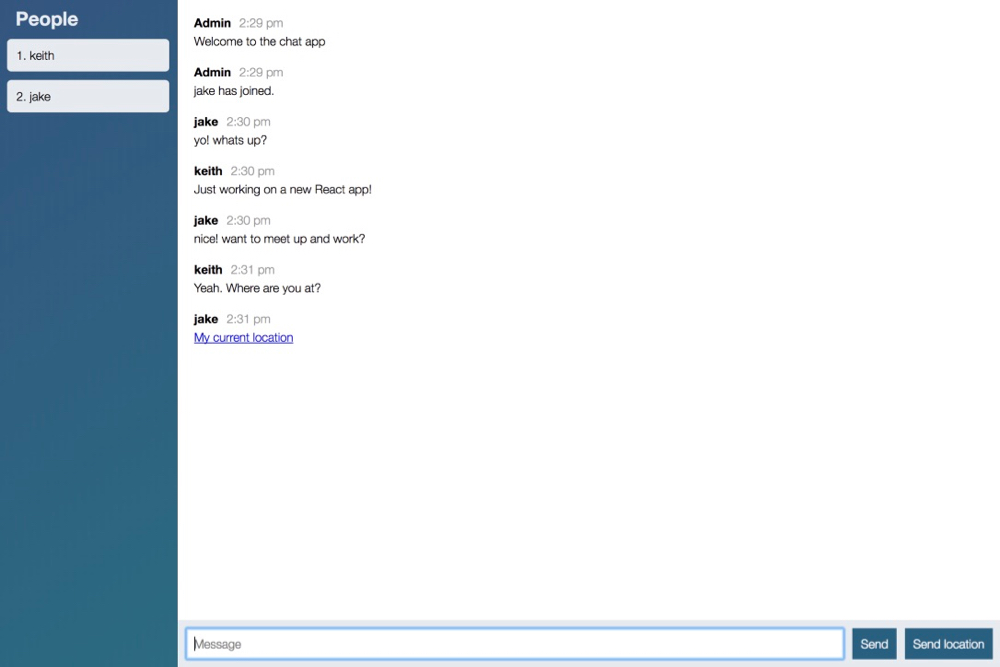 People
1. keith
2. jake
Admin 2:29 pm
Welcome to the chat app
Admin 2:29 pm
jake has joined.
jake 2:30 pm
yo! whats up?
keith 2:30 pm
Just working on a new React app!
jake 2:30 pm
nice! want to meet up and work?
keith 2:31 pm
Yeah. Where are you at?
jake 2:31 pm
My current location
Message
Send
Send location